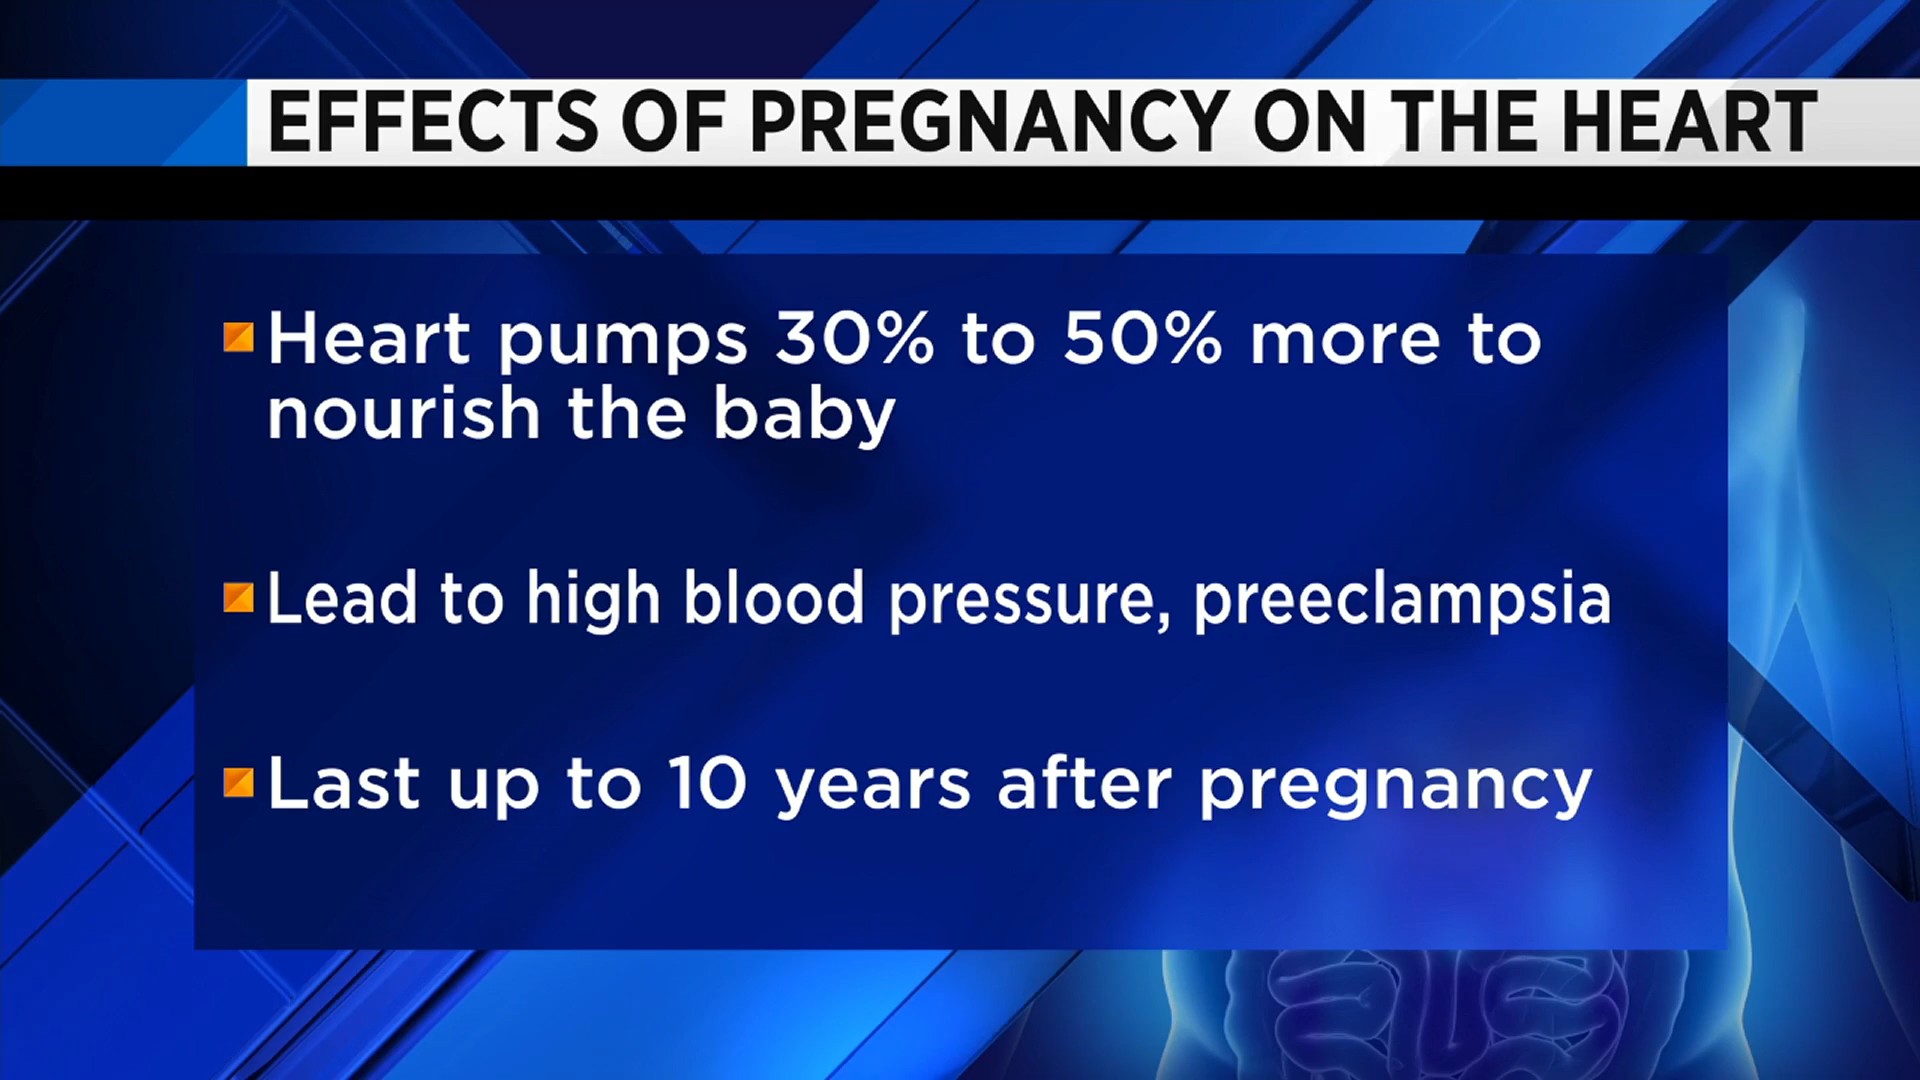 EFFECTS OF PREGNANCY ON THE HEART
Heart pumps 30% to 50% more to
nourish the baby
Lead to high blood pressure, preeclampsia
Last up to 10 years after pregnancy